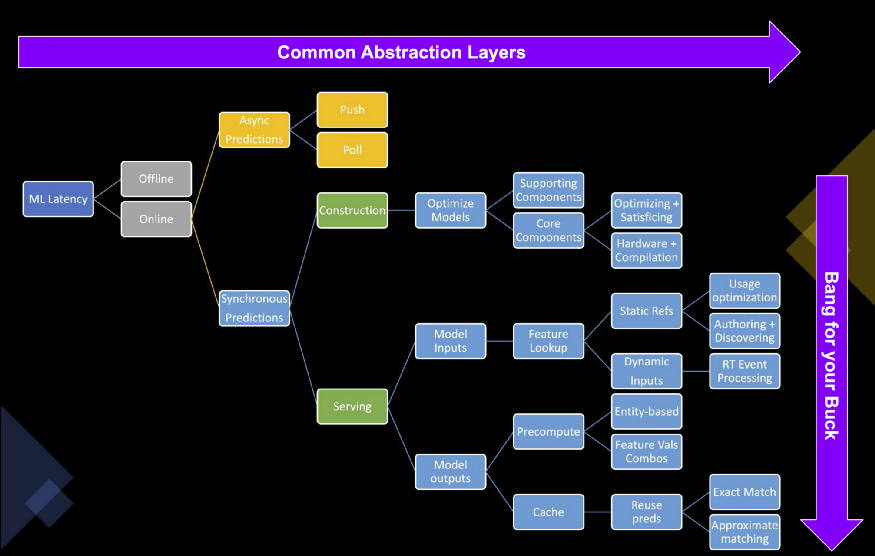 Common Abstraction Layers
ML Latency
Offline
Online
Async
Predictions
Push
Poll
Synchronous
Predictions
Construction
Optimize
Models
Supporting
Components
Core
Components
Optimizing +
Satisficing
Hardware +
Compilation
Serving
Model
Inputs
Feature
Lookup
Static Refs
Usage
optimization
Authoring +
Discovering
Dynamic
Inputs
RT Event
Processing
Model
outputs
Precompute
Entity-based
Feature Vals
Combos
Cache
Reuse
preds
Exact Match
Approximate
matching
Bang for your Buck